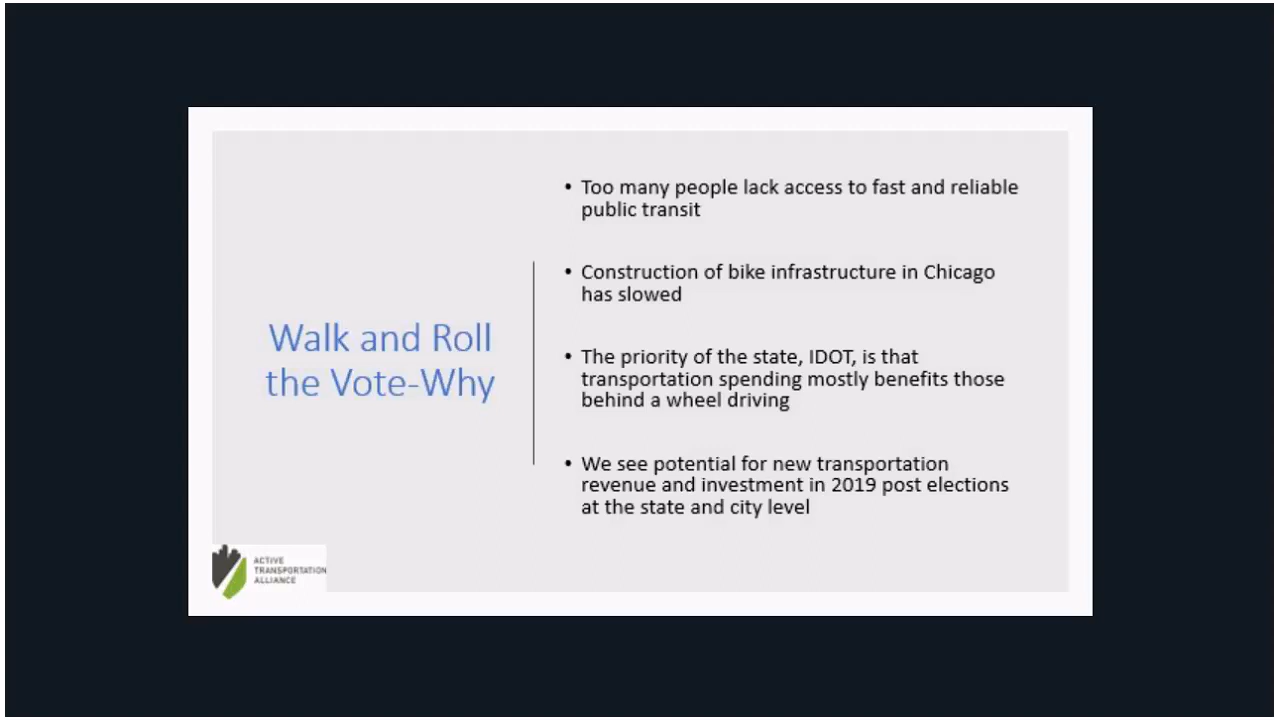 Walk and Roll
the Vote-Why
• Too many people lack access to fast and reliable
public transit
• Construction of bike infrastructure in Chicago
has slowed
• The priority of the state, IDOT, is that
transportation spending mostly benefits those
behind a wheel driving
• We see potential for new transportation
revenue and investment in 2019 post elections
at the state and city level
ACTIVE
TRANSPORTATION
ALLIANCE